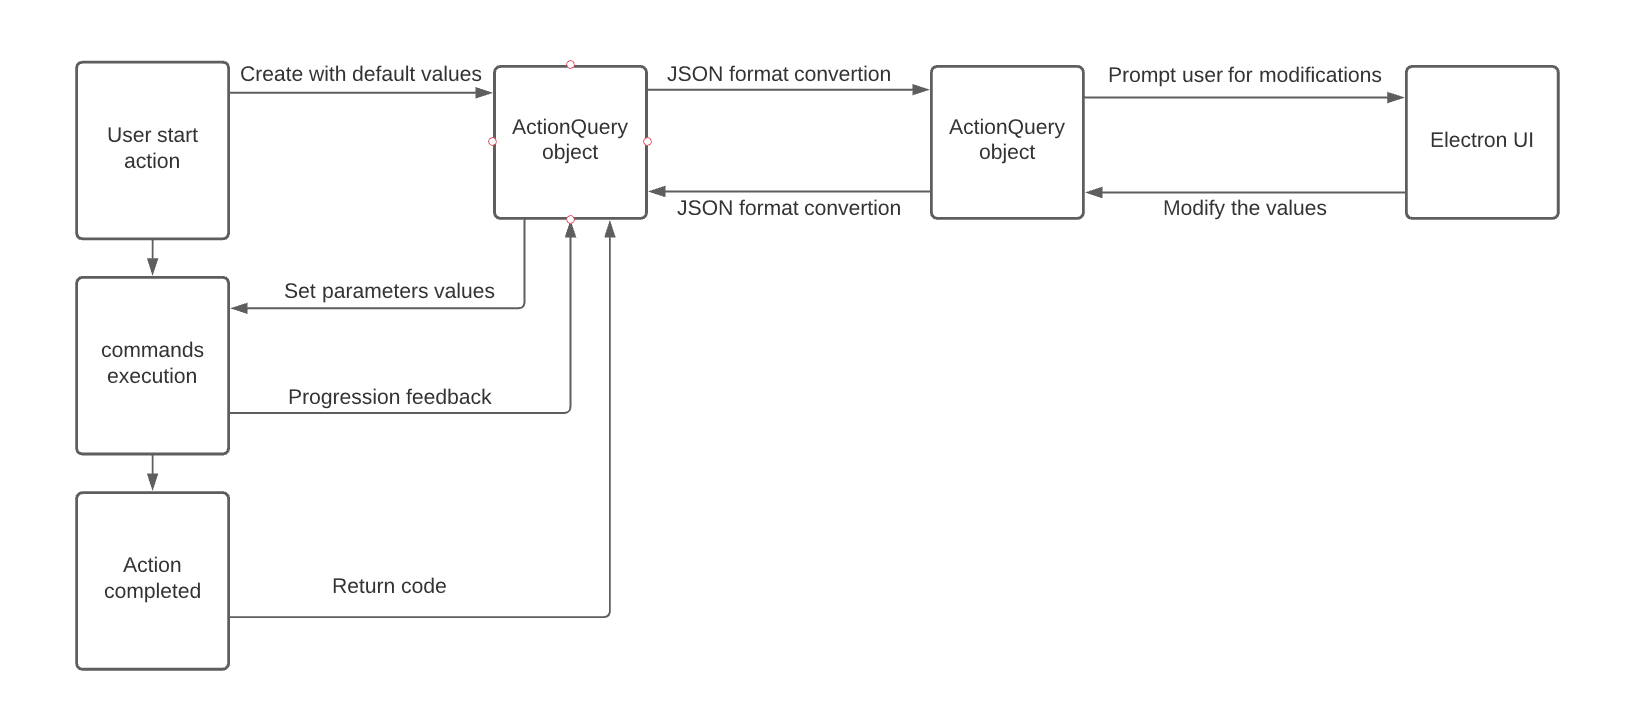 User start
action
Create with default values
ActionQuery
object
JSON format convertion
JSON format convertion
ActionQuery
object
Prompt user for modifications
Modify the values
Electron UI
Set parameters values
commands
execution
Progression feedback
Action
completed
Return code